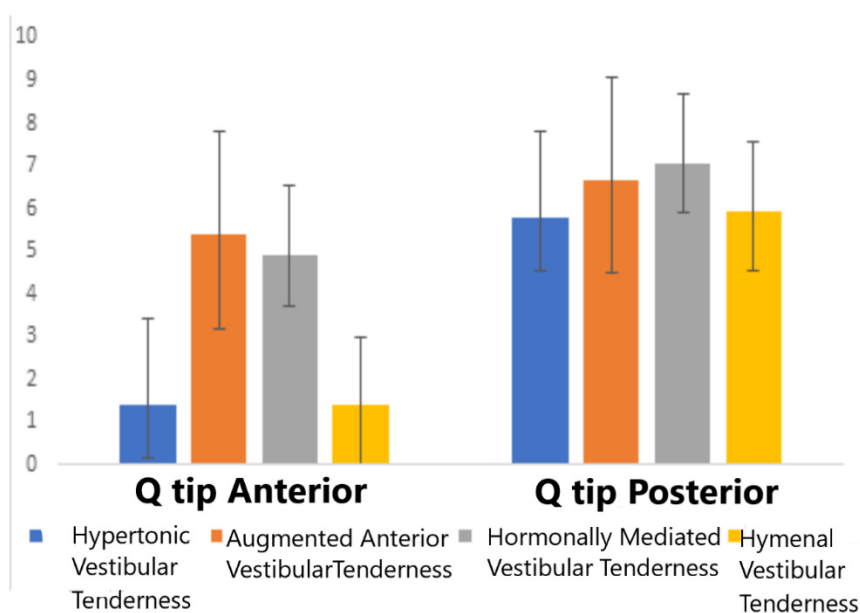 10
9
8
7
6
5
4
3
2
1
0
Q tip Anterior
Q tip Posterior
Hypertonic
Vestibular
Tenderness
Augmented Anterior
VestibularTenderness
Hormonally Mediated
Vestibular Tenderness
Hymenal
Vestibular
Tenderness